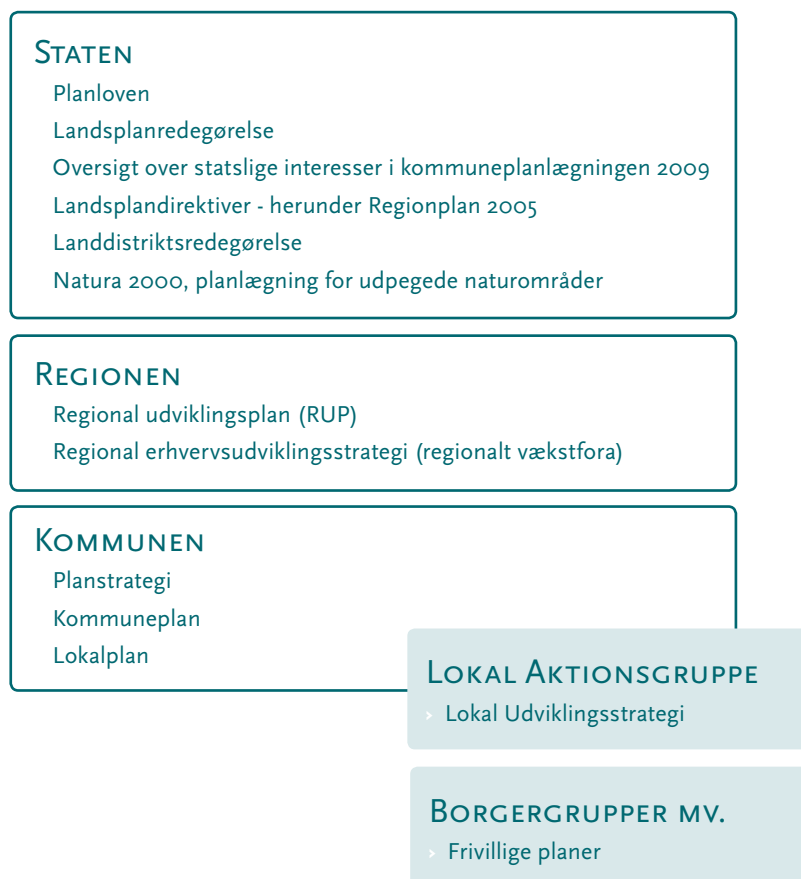 Staten
Planloven
Landsplanredegørelse
Oversigt over statslige interesser i kommuneplanlægningen 2009
Landsplandirektiver - herunder Regionplan 2005
Landdistriktsredegørelse
Natura 2000, planlægning for udpegede naturområder
Regionen
Regional udviklingsplan (RUP)
Regional erhvervsudviklingsstrategi (regionalt vækstfora)
Kommunen
Planstrategi
Kommuneplan
Lokalplan
Lokal Aktionsgruppe
› Lokal Udviklingsstrategi
Borgergrupper mv.
› Frivillige planer